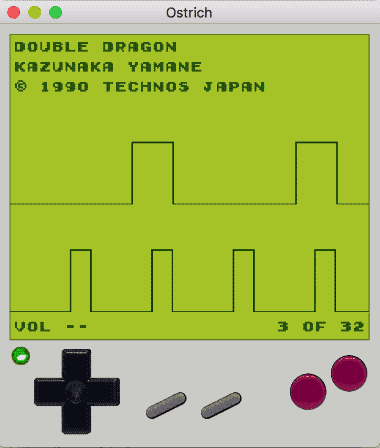 Ostrich
DOUBLE DRAGON
KAZUNAKA YAMANE
© 1990 TECHNOS JAPAN
VOL -- 3 OF 32